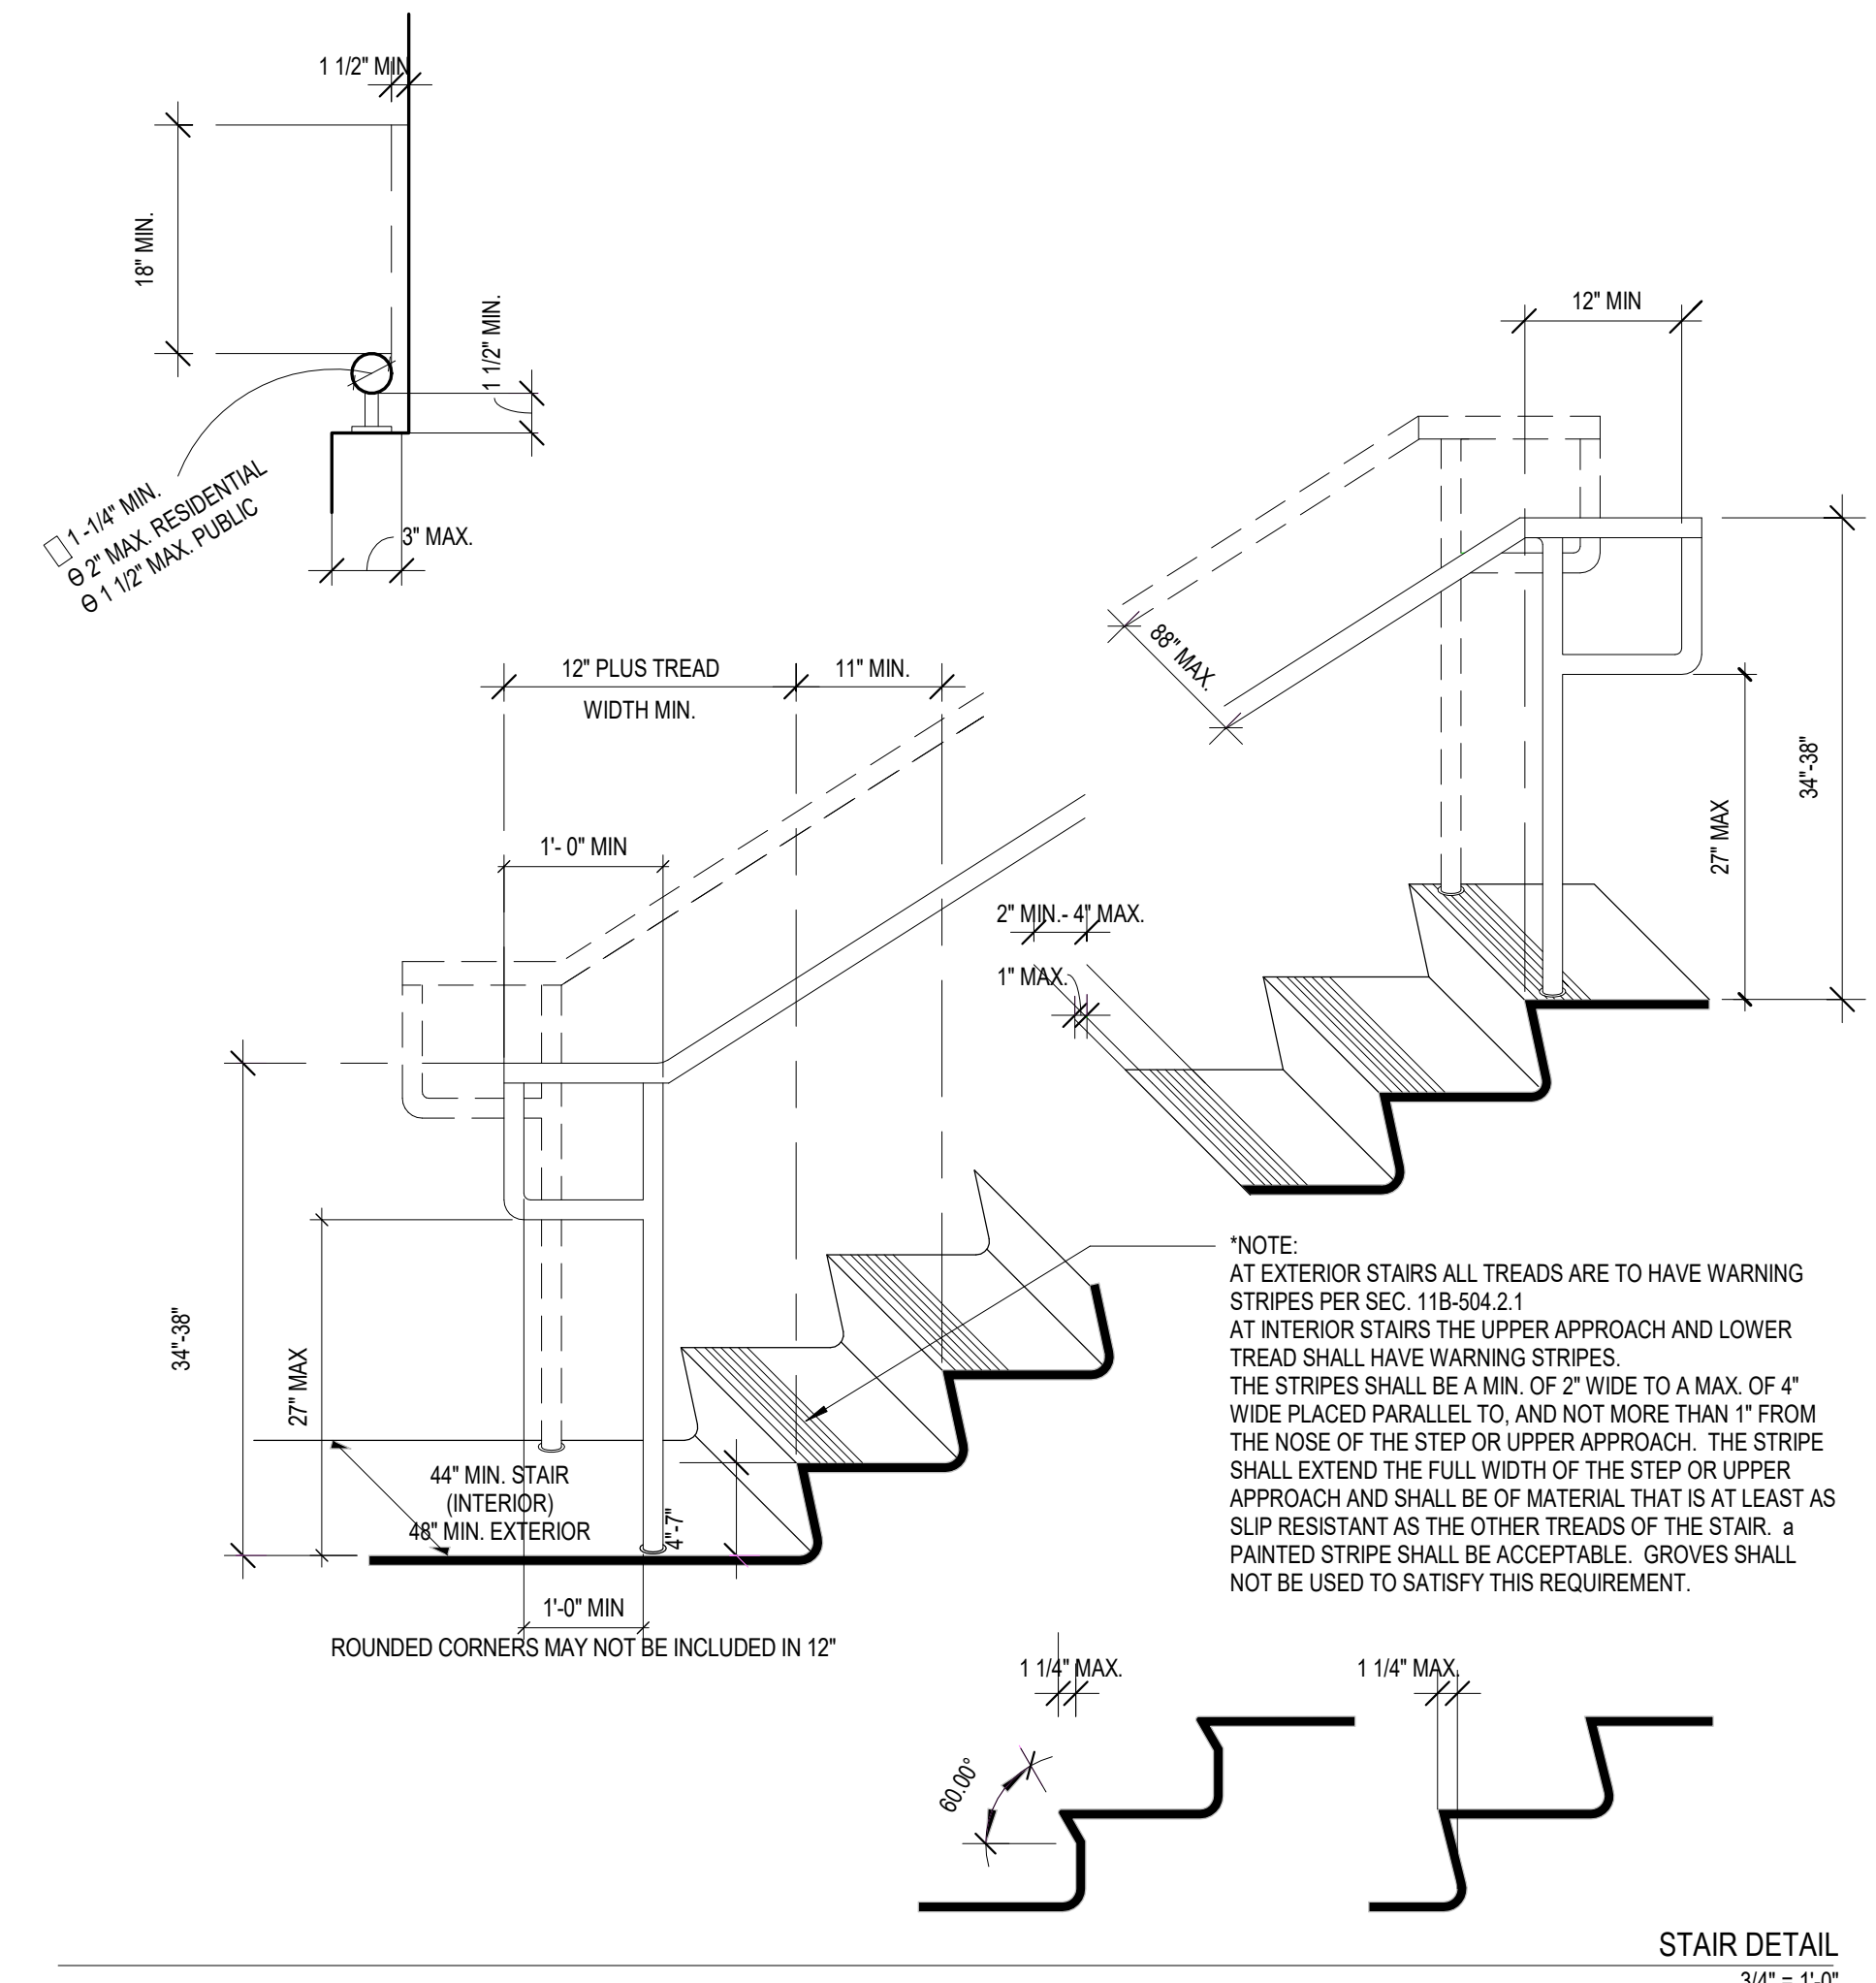 1 1/2" MIN
18" MIN.
1 1/2" MIN.
1 -1/4" MIN.
2" MAX. RESIDENTIAL
1 1/2" MAX. PUBLIC
3" MAX.
12" MIN
88" MAX.
34"-38"
27" MAX
12" PLUS TREAD
WIDTH MIN.
11" MIN.
1'- 0" MIN
2" MIN.- 4" MAX.
1" MAX.
34"-38"
27" MAX
44" MIN. STAIR
(INTERIOR)
48" MIN. EXTERIOR
4"-7"
1'-0" MIN
ROUNDED CORNERS MAY NOT BE INCLUDED IN 12"
*NOTE:
AT EXTERIOR STAIRS ALL TREADS ARE TO HAVE WARNING
STRIPES PER SEC. 11B-504.2.1
AT INTERIOR STAIRS THE UPPER APPROACH AND LOWER
TREAD SHALL HAVE WARNING STRIPES.
THE STRIPES SHALL BE A MIN. OF 2" WIDE TO A MAX. OF 4"
WIDE PLACED PARALLEL TO, AND NOT MORE THAN 1" FROM
THE NOSE OF THE STEP OR UPPER APPROACH. THE STRIPE
SHALL EXTEND THE FULL WIDTH OF THE STEP OR UPPER
APPROACH AND SHALL BE OF MATERIAL THAT IS AT LEAST AS
SLIP RESISTANT AS THE OTHER TREADS OF THE STAIR. a
PAINTED STRIPE SHALL BE ACCEPTABLE. GROVES SHALL
NOT BE USED TO SATISFY THIS REQUIREMENT.
1 1/4" MAX.
1 1/4" MAX.
60.00°
STAIR DETAIL
3/4" = 1'-0"